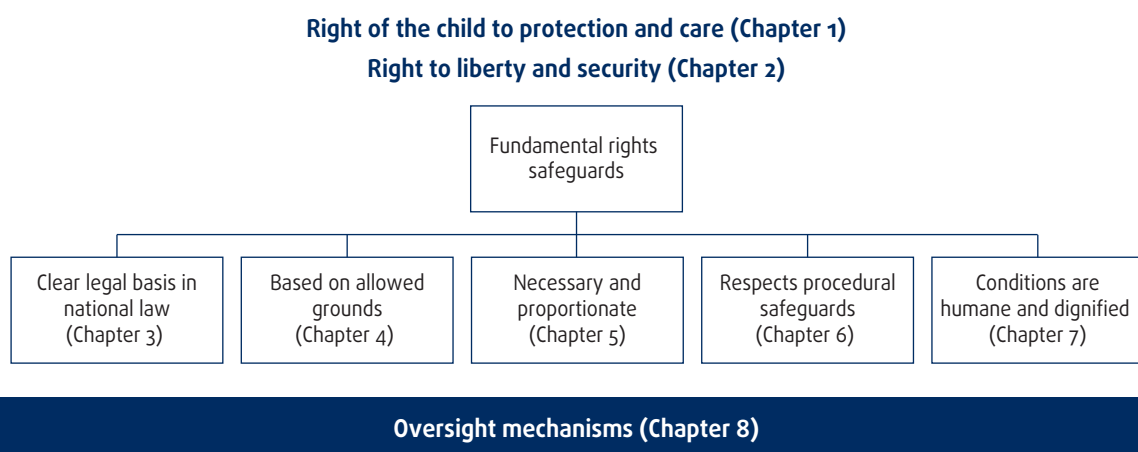 Right of the child to protection and care (Chapter 1)
Right to liberty and security (Chapter 2)
Fundamental rights
safeguards
Clear legal basis in
national law
(Chapter 3)
Based on allowed
grounds
(Chapter 4)
Necessary and
proportionate
(Chapter 5)
Respects procedural
safeguards
(Chapter 6)
Conditions are
humane and dignified
(Chapter 7)
Oversight mechanisms (Chapter 8)